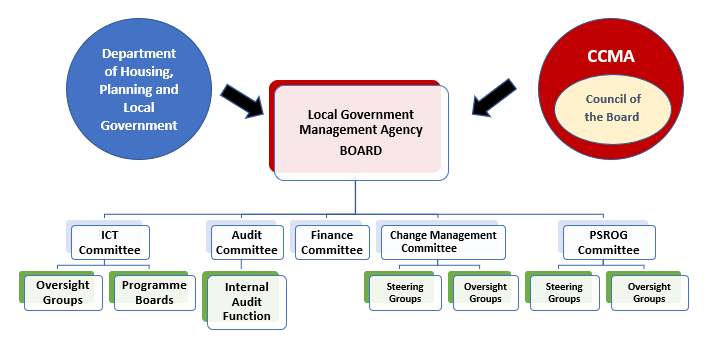 Department
of Housing,
Planning and
Local
Government
CCMA
Council of
the Board
Local Government
Management Agency
BOARD
ICT
Committee
Audit
Committee
Finance
Committee
Change Management
Committee
PSROG
Committee
Oversight
Groups
Programme
Boards
Internal
Audit
Function
Steering
Groups
Oversight
Groups
Steering
Groups
Oversight
Groups